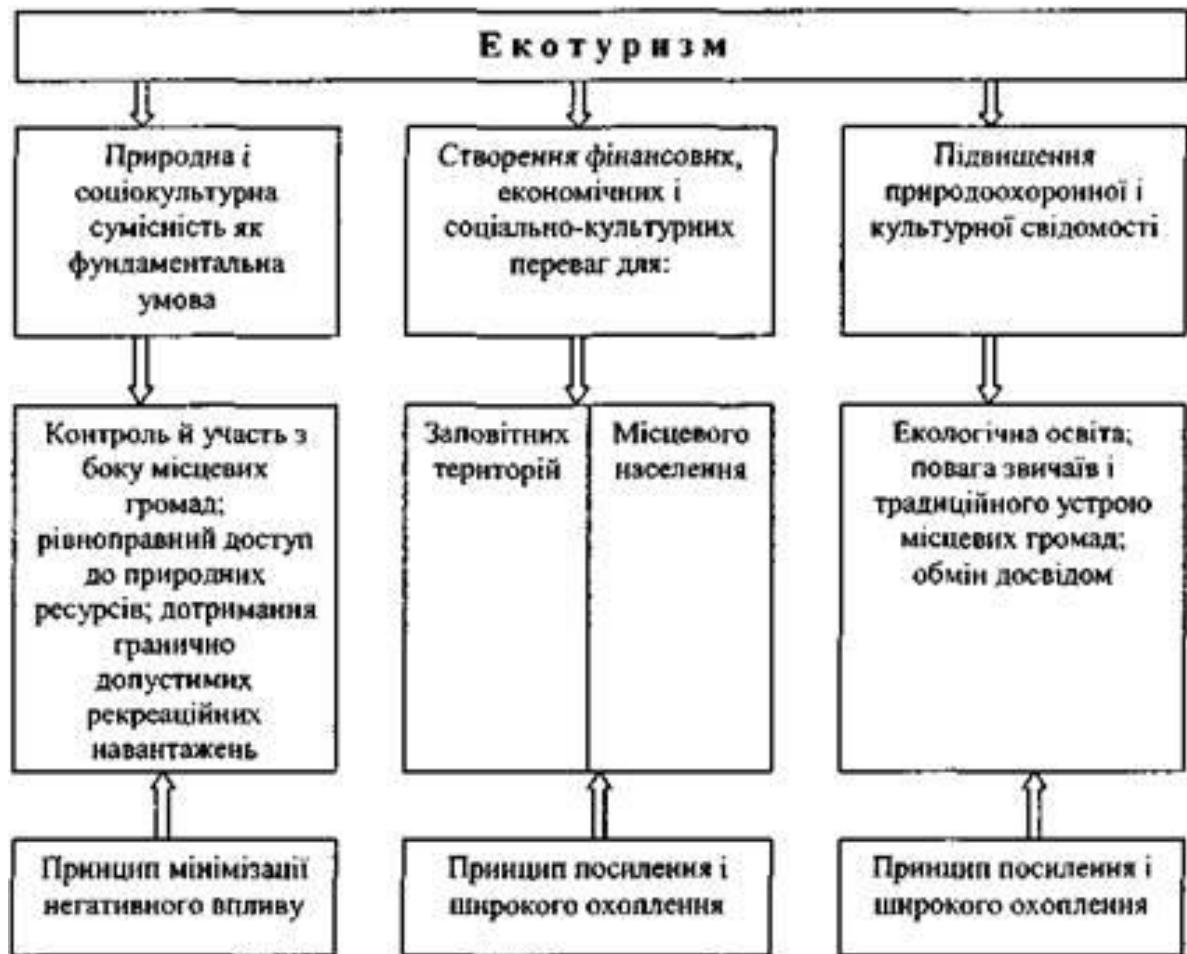 Екотуризм
Природна і
соціокультурна
сумісність як
фундаментальна
умова
Створення фінансових,
економічних і
соціально-культурних
переваг для:
Підвищення
природоохоронної і
культурної свідомості
Контроль й участь з
боку місцевих
громад;
рівноправний доступ
до природних
ресурсів; дотримання
гранично
допустимих
рекреаційних
навантажень
Заповітних
територій
Місцевого
населення
Екологічна освіта;
повага звичаїв і
традиційного устрою
місцевих громад;
обмін досвідом
Принцип мінімізації
негативного впливу
Принцип посилення і
широкого охоплення
Принцип посилення і
широкого охоплення